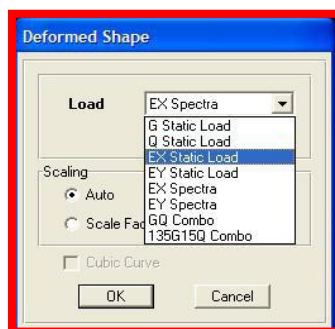 Deformed Shape
Load EX Spectra
G Static Load
Q Static Load
EX Static Load
EY Static Load
EX Spectra
EY Spectra
GQ Combo
135G15Q Combo
Scaling
Auto
Scale Fac
Cubic Curve
OK Cancel